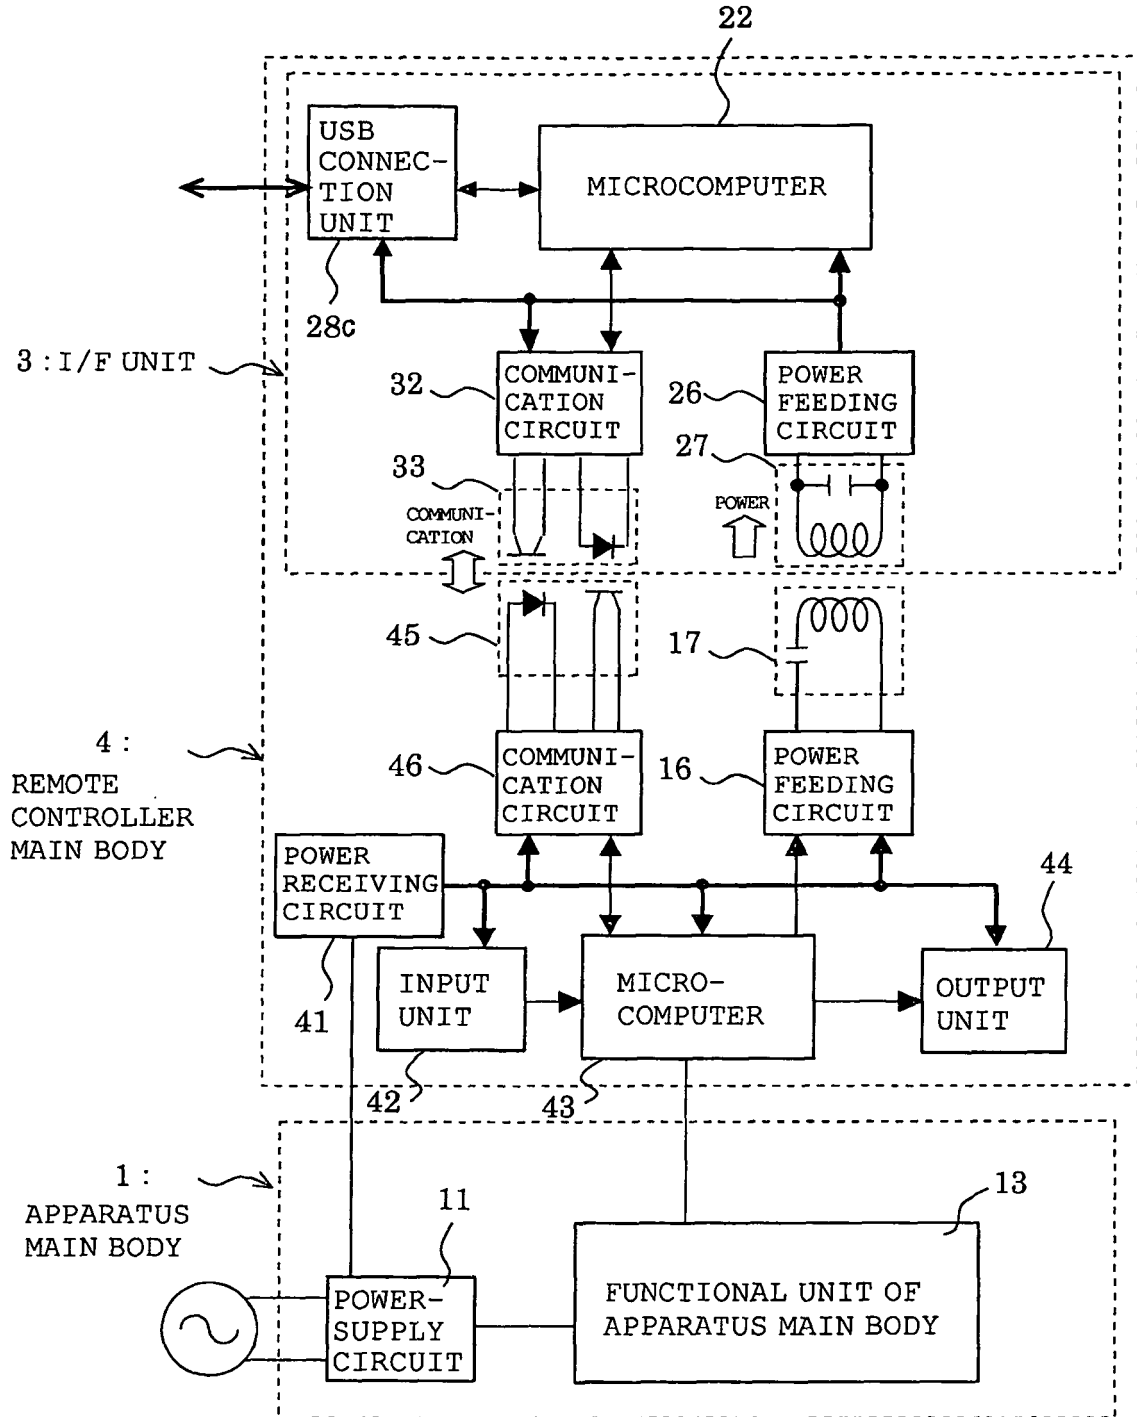 22
USB
CONNEC-
TION
UNIT
MICROCOMPUTER
28c
3 : I/F UNIT
32
COMMUNI-
CATION
CIRCUIT
26
POWER
FEEDING
CIRCUIT
33
27
COMMUNI-
CATION
POWER
45
17
4 :
REMOTE
CONTROLLER
MAIN BODY
46
COMMUNI-
CATION
CIRCUIT
16
POWER
FEEDING
CIRCUIT
POWER
RECEIVING
CIRCUIT
44
41
INPUT
UNIT
MICRO-
COMPUTER
OUTPUT
UNIT
42
43
1 :
APPARATUS
MAIN BODY
11
13
POWER-
SUPPLY
CIRCUIT
FUNCTIONAL UNIT OF
APPARATUS MAIN BODY